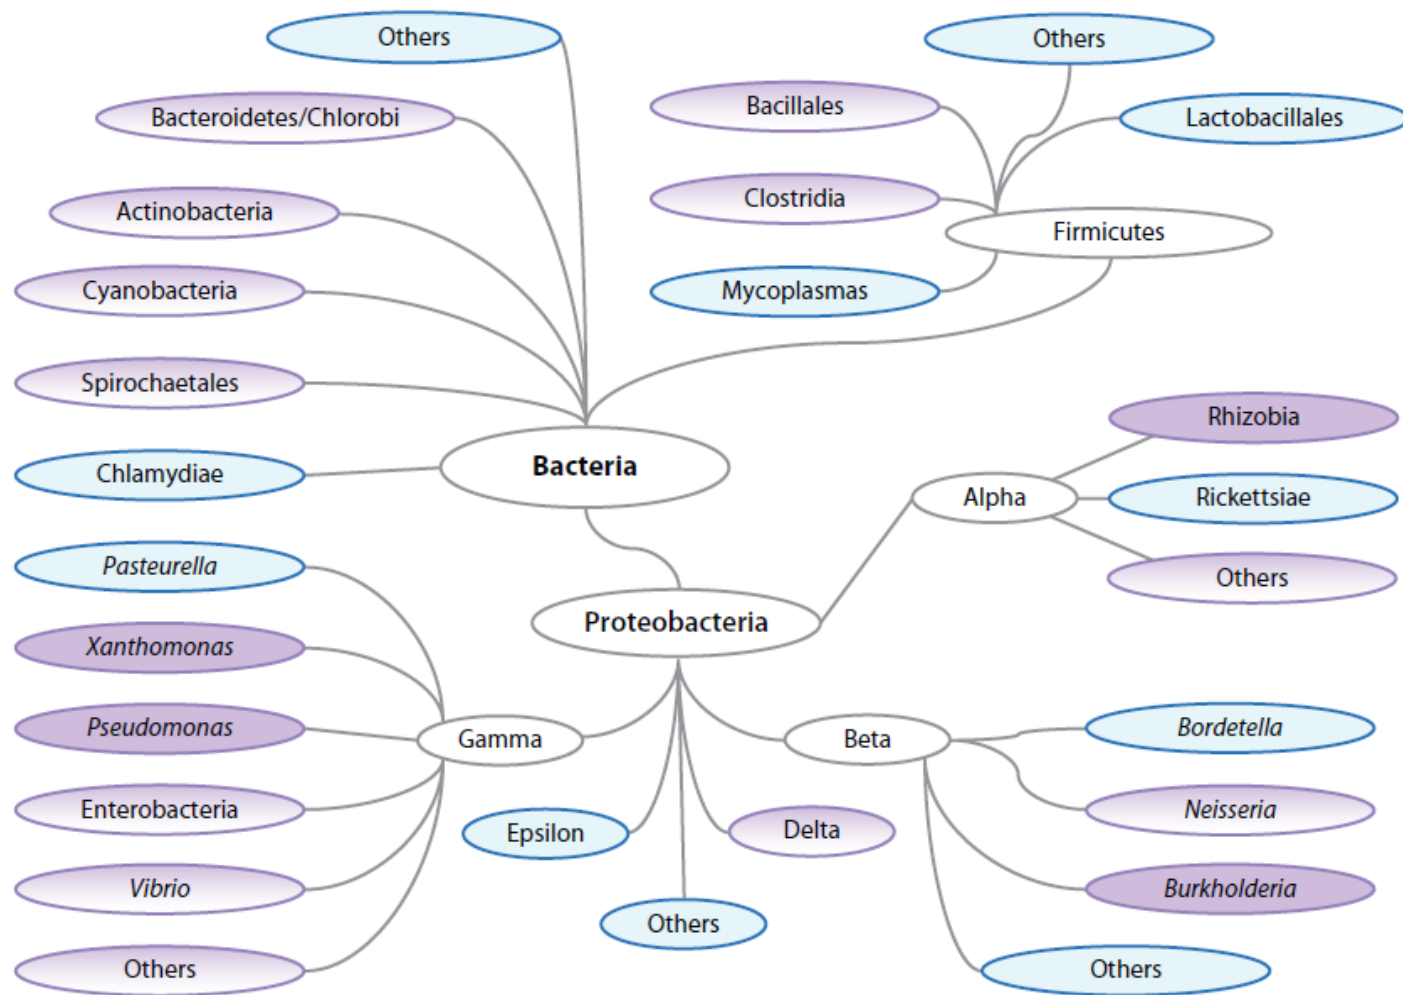 Others
Bacteroidetes/Chlorobi
Actinobacteria
Cyanobacteria
Spirochaetales
Chlamydiae
Bacteria
Others
Bacillales
Lactobacillales
Clostridia
Firmicutes
Mycoplasmas
Rhizobia
Alpha
Rickettsiae
Others
Proteobacteria
Pasteurella
Xanthomonas
Pseudomonas
Gamma
Enterobacteria
Vibrio
Others
Epsilon
Others
Delta
Beta
Bordetella
Neisseria
Burkholderia
Others